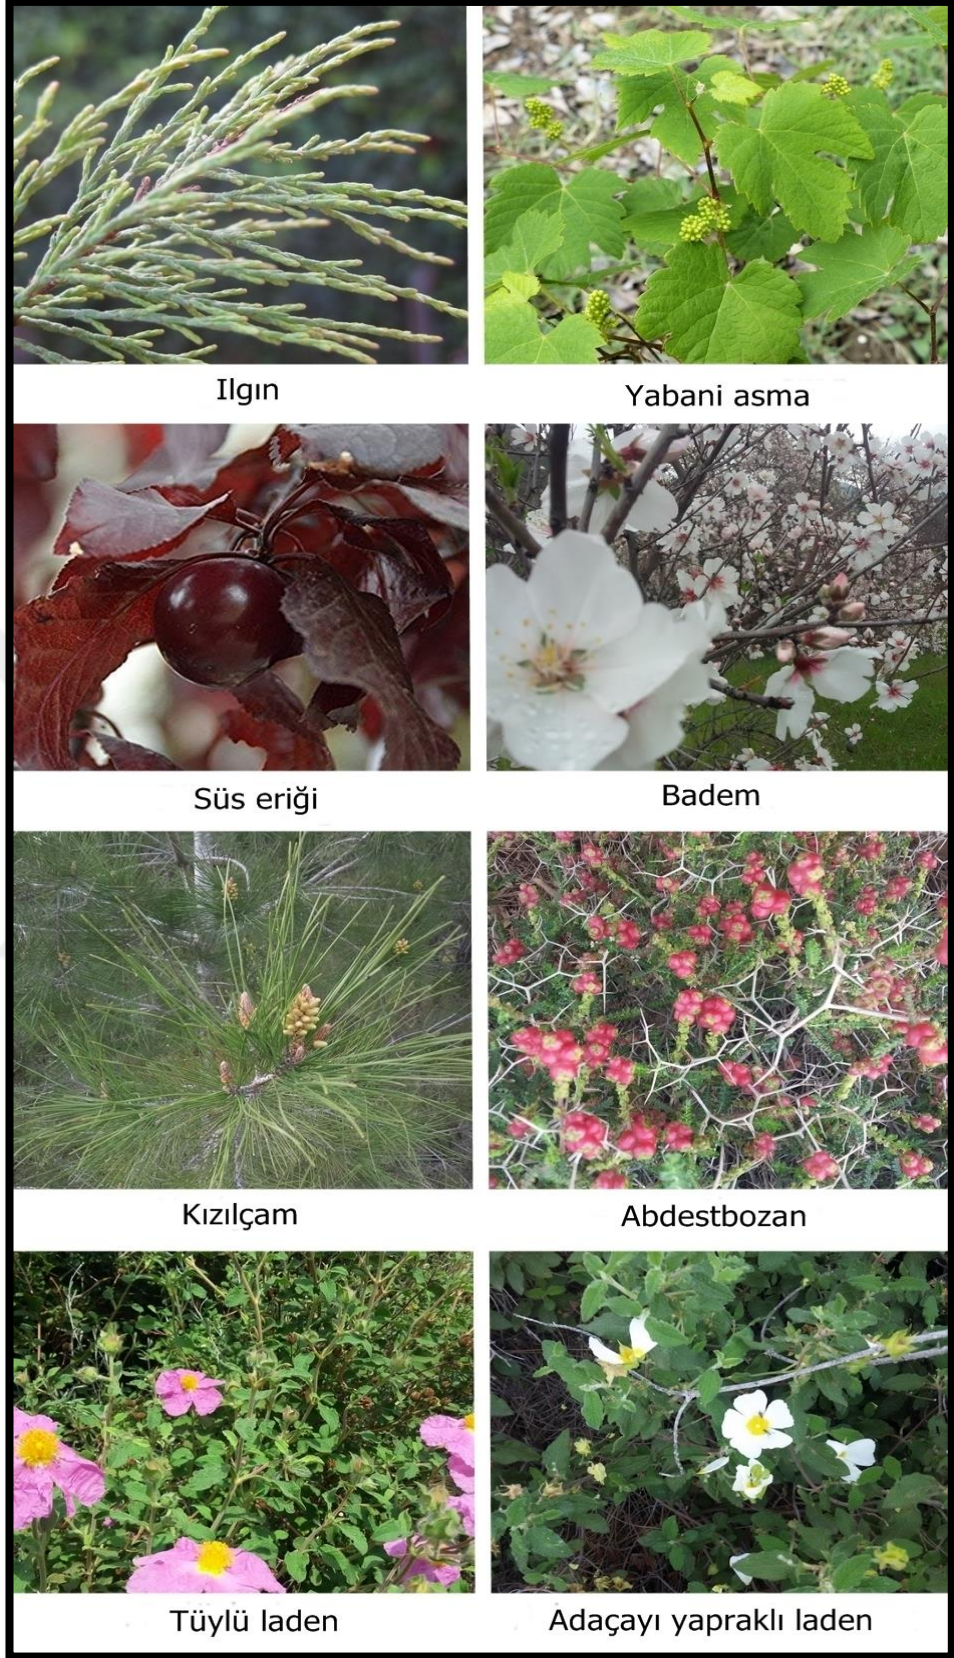 Ilgın
Yabani asma
Süs eriği
Badem
Kızılçam
Abdestbozan
Tüylü laden
Adaçayı yapraklı laden